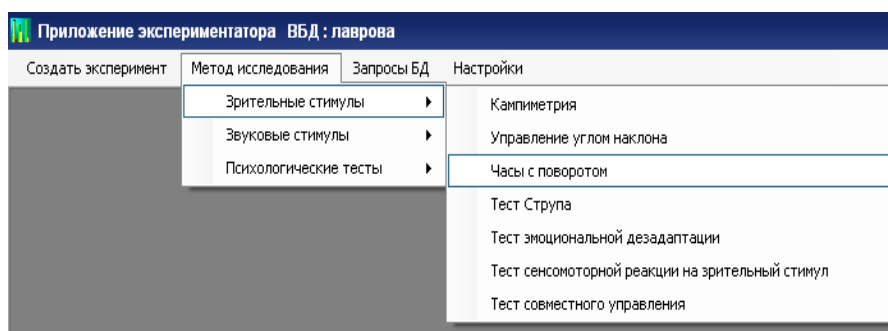 Приложение экспериментатора ВБД : лаврова
Создать эксперимент Метод исследования Запросы БД Настройки
Зрительные стимулы
Звуковые стимулы
Психологические тесты
Кампиметрия
Управление углом наклона
Часы с поворотом
Тест Струпа
Тест эмоциональной дезадаптации
Тест сенсомоторной реакции на зрительный стимул
Тест совместного управления